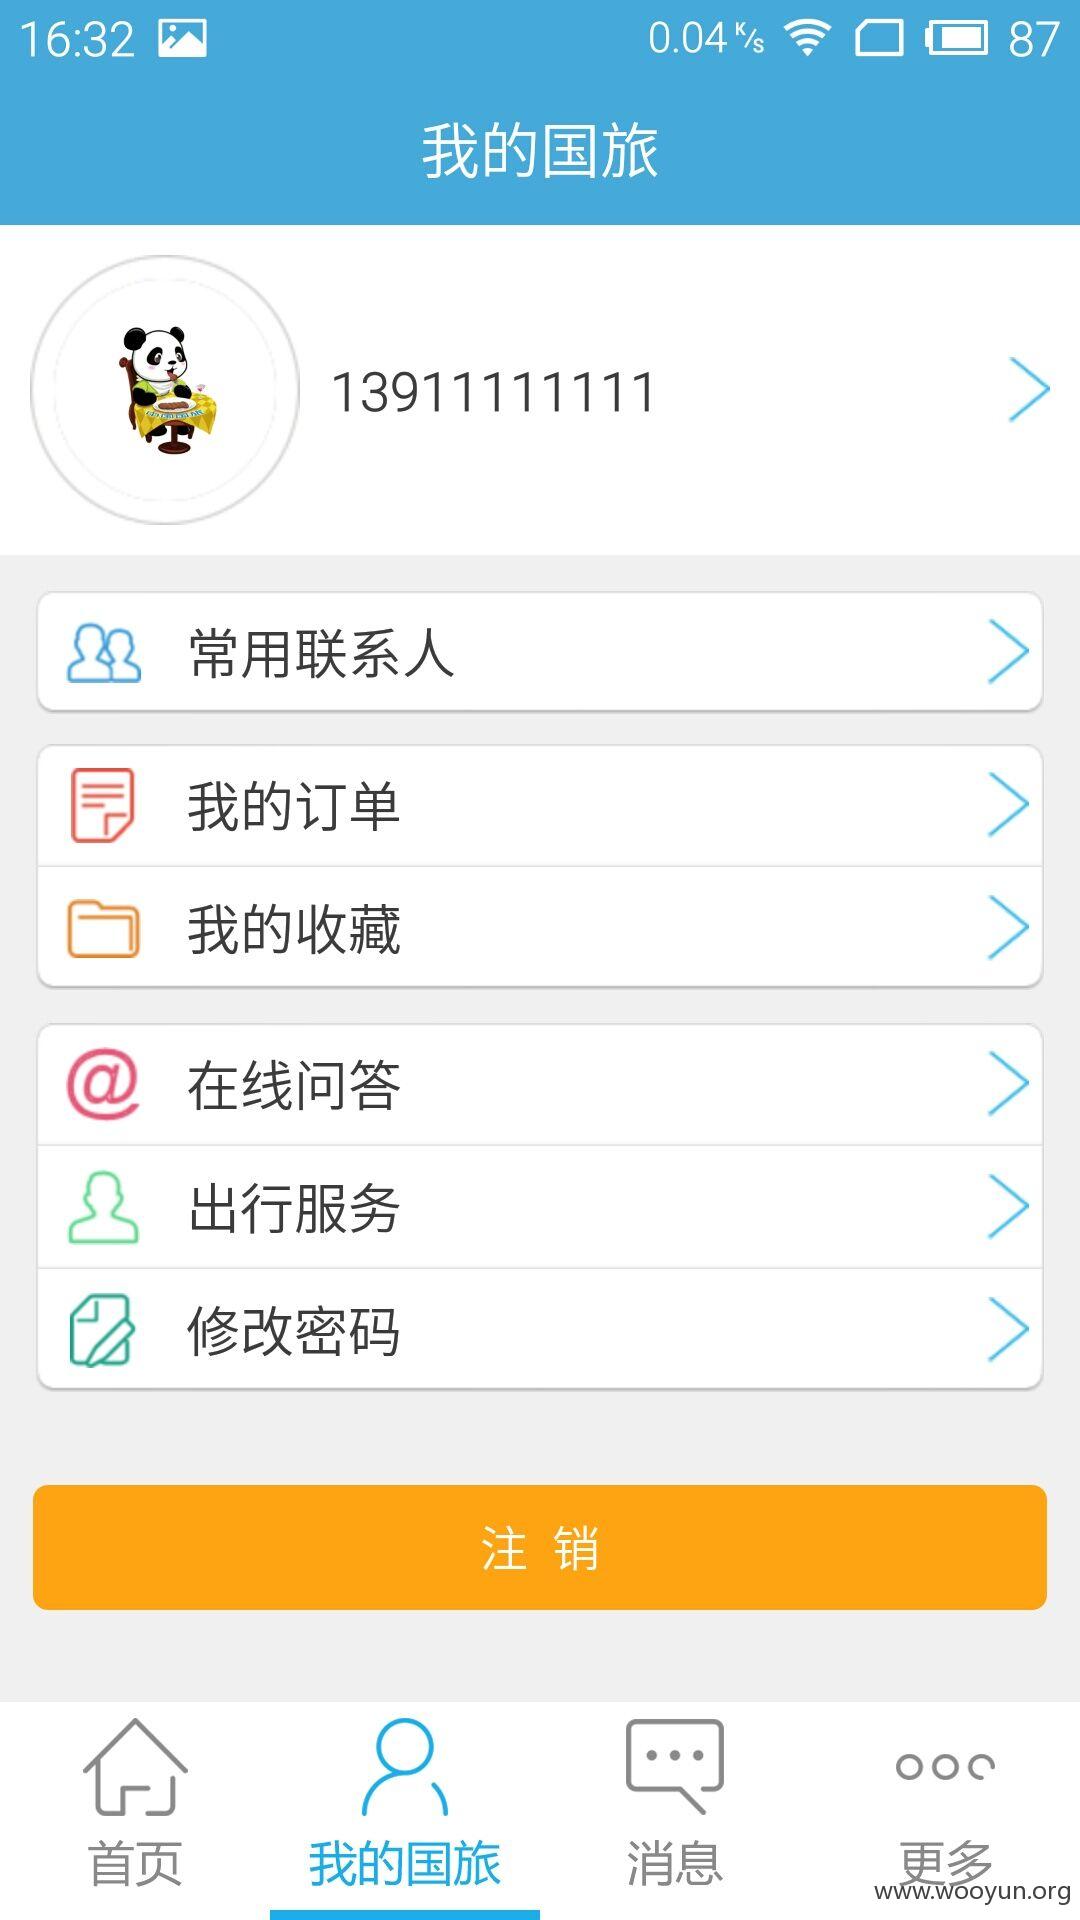 16:32
0.04 K/s
87
我的国旅
13911111111
常用联系人
我的订单
我的收藏
在线问答
出行服务
修改密码
注 销
首页
我的国旅
消息
更多
www.wooyun.org